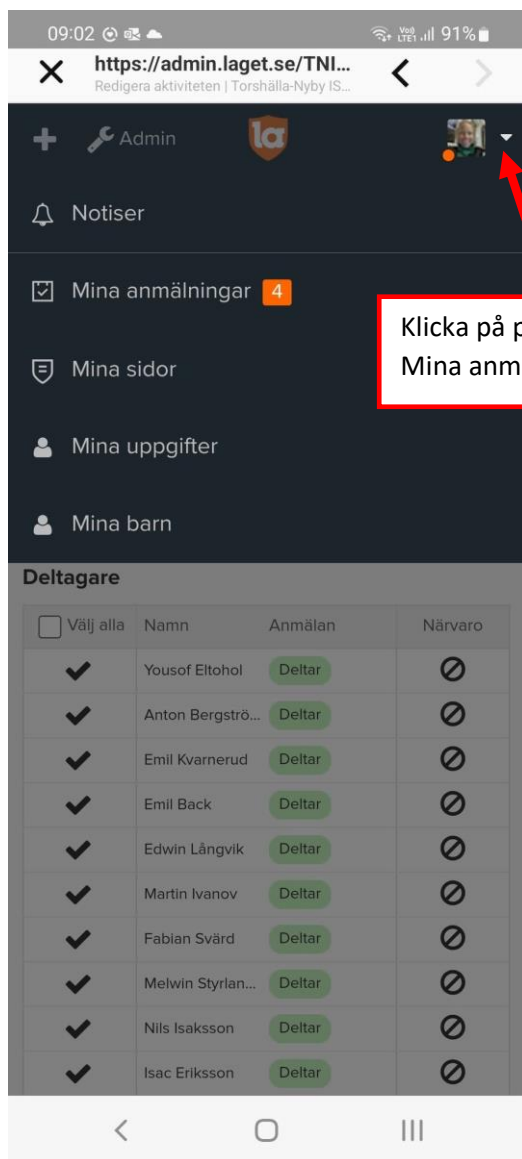 09:02 Vo)) LTE1 91%
https://admin.laget.se/TNI...
Redigera aktiviteten | Torshälla-Nyby IS...
Admin la
Notiser
Mina anmälningar 4
Klicka på p
Mina anm
Mina sidor
Mina uppgifter
Mina barn
Deltagare
Välj alla Namn Anmälan Närvaro
Yousof Eltohol Deltar
Anton Bergströ... Deltar
Emil Kvarnerud Deltar
Emil Back Deltar
Edwin Långvik Deltar
Martin Ivanov Deltar
Fabian Svärd Deltar
Melwin Styrlan... Deltar
Nils Isaksson Deltar
Isac Eriksson Deltar